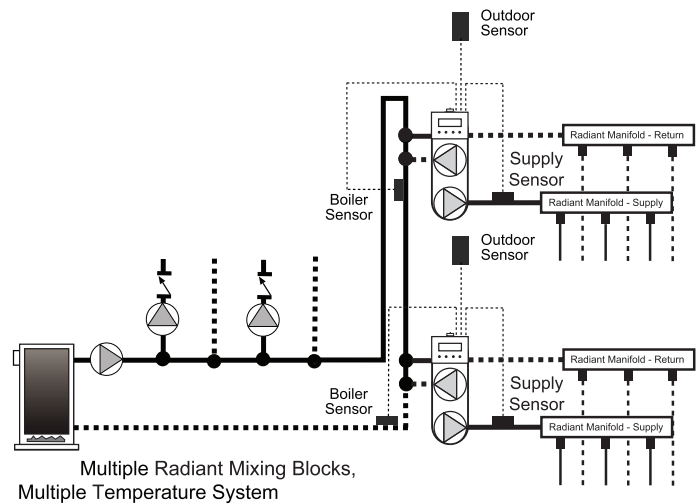 Outdoor
Sensor
Radiant Manifold - Return
Supply
Sensor
Radiant Manifold - Supply
Boiler
Sensor
Outdoor
Sensor
Radiant Manifold - Return
Supply
Sensor
Radiant Manifold - Supply
Boiler
Sensor
Multiple Radiant Mixing Blocks,
Multiple Temperature System